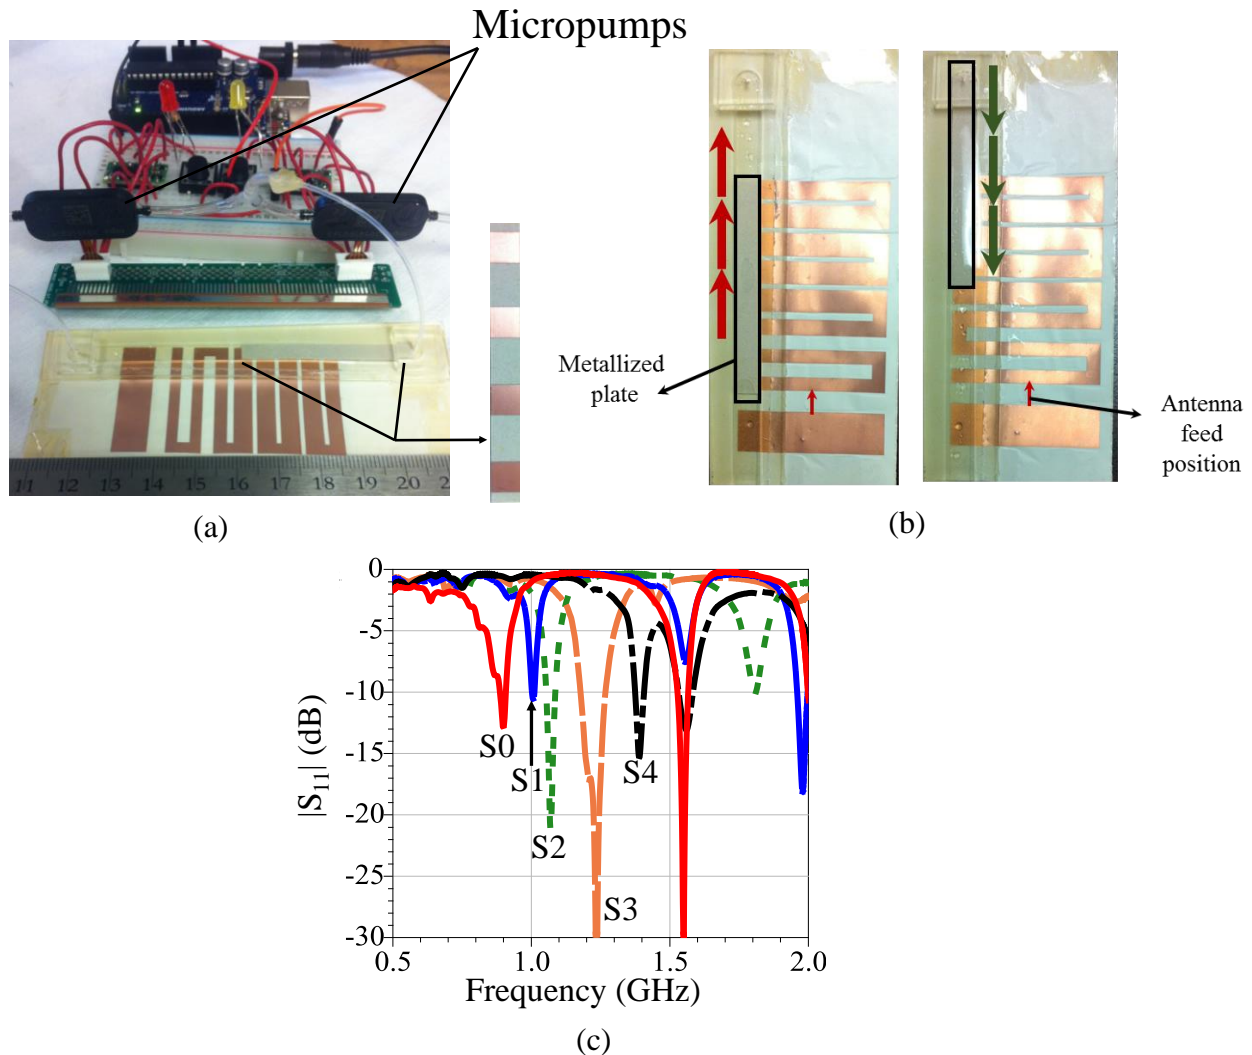 Micropumps
11 12 13 14 15 16 17 18 19 20 2
(a)
Metallized
plate
Antenna
feed
position
(b)
0
-5
-10
-15
-20
-25
-30
|S11| (dB)
S0
S1
S2
S3
S4
0.5 1.0 1.5 2.0
Frequency (GHz)
(c)